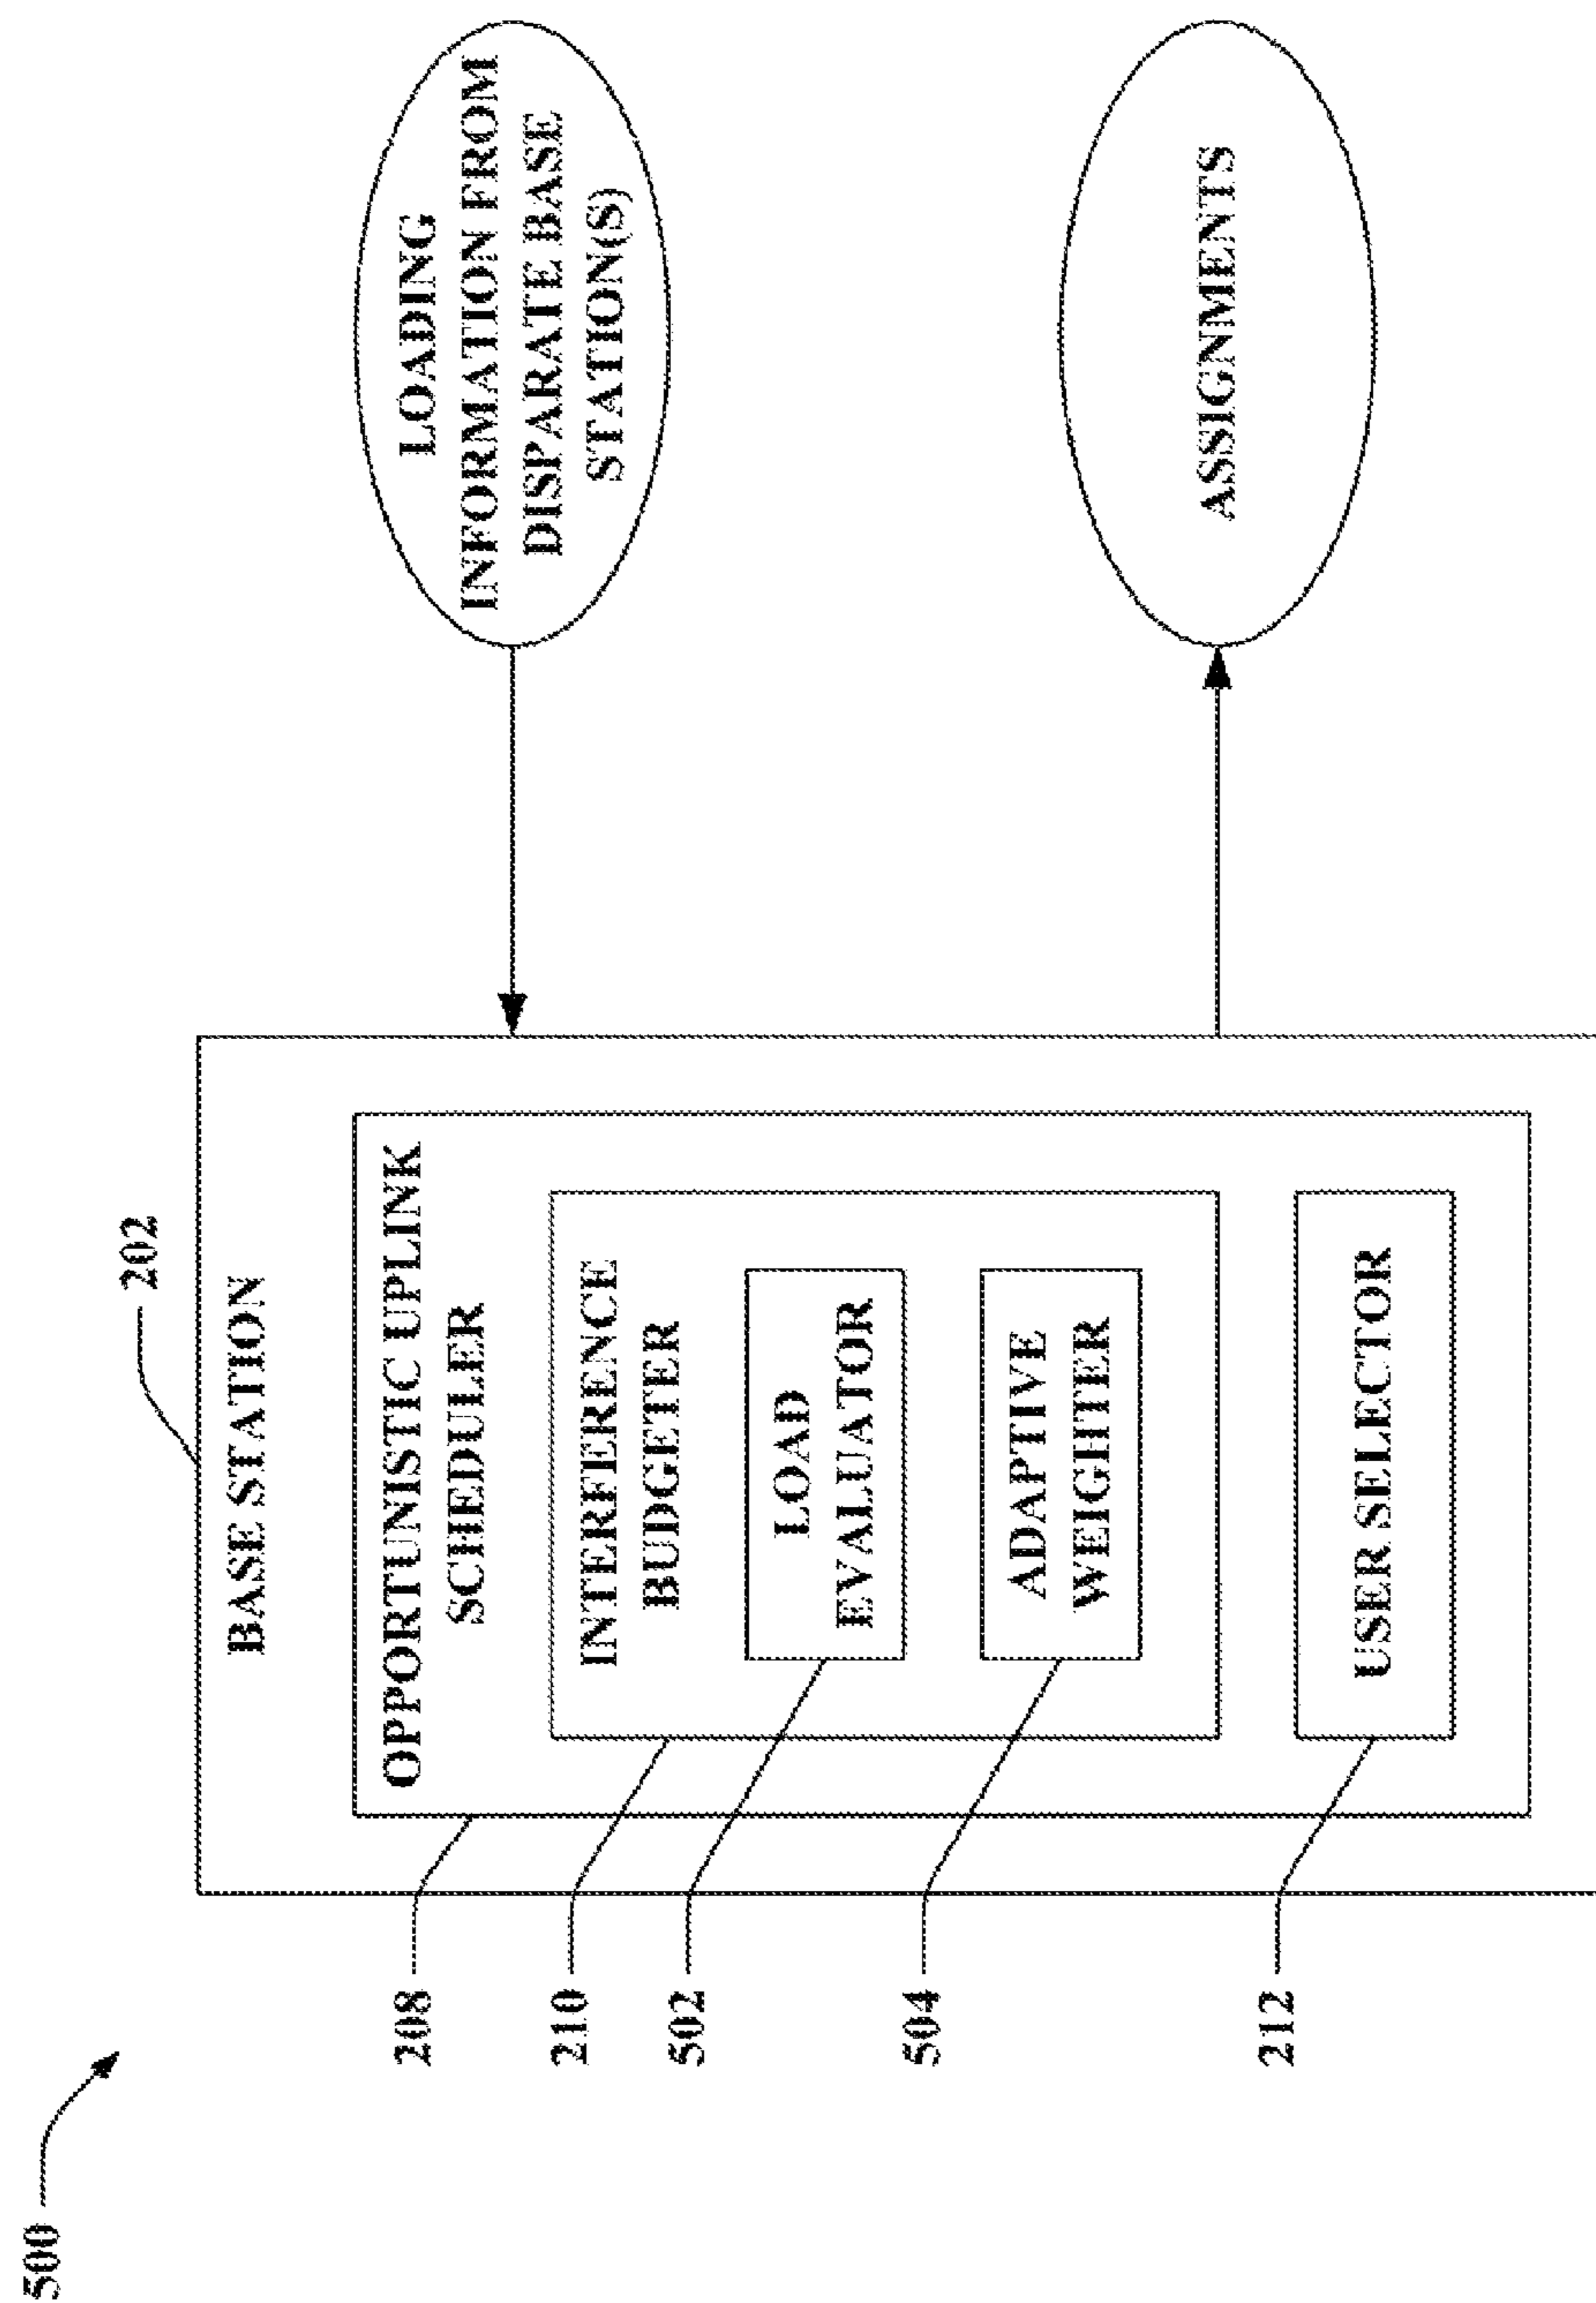 500
202
BASE STATION
208
OPPORTUNISTIC UPLINK
SCHEDULER
210
INTERFERENCE
BUDGETER
502
LOAD
EVALUATOR
504
ADAPTIVE
WEIGHTER
212
USER SELECTOR
LOADING
INFORMATION FROM
DISPARATE BASE
STATION(S)
ASSIGNMENTS